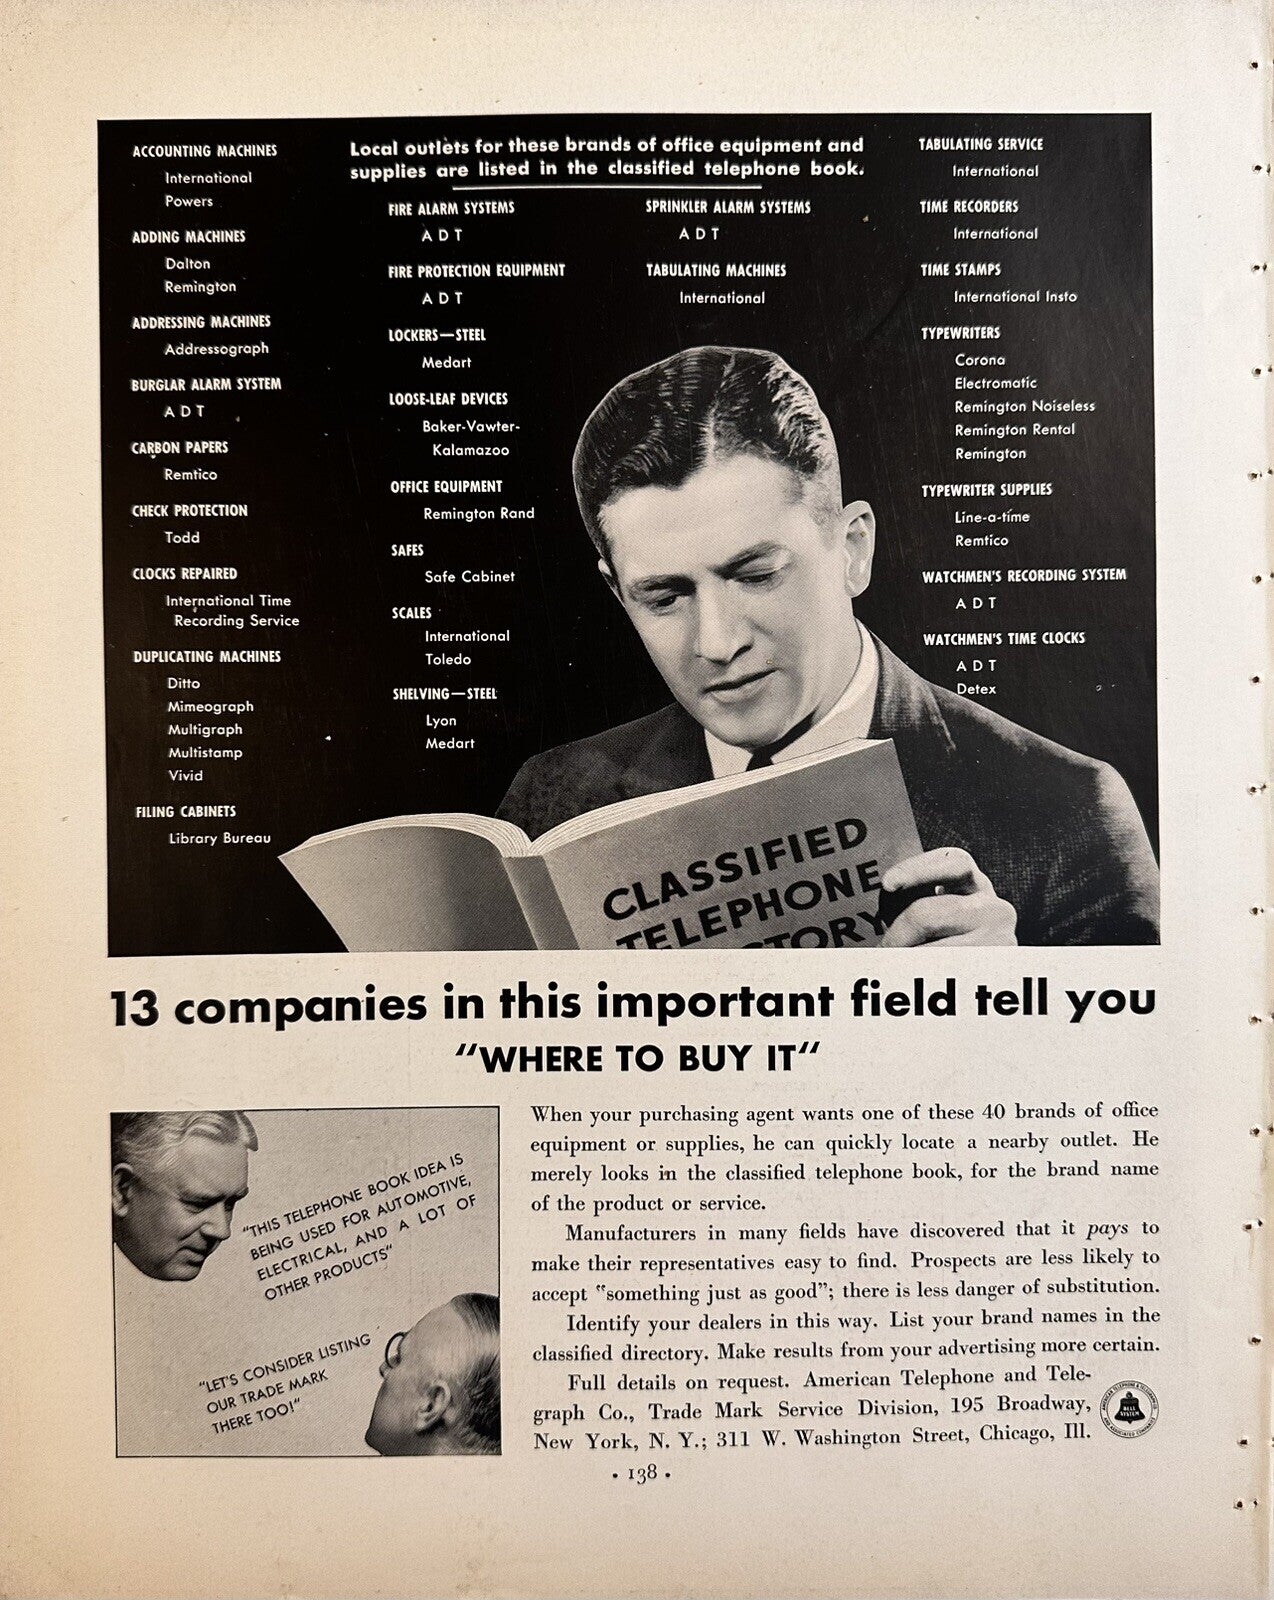 Local outlets for these brands of office equipment and
supplies are listed in the classified telephone book.
ACCOUNTING MACHINES
International
Powers
ADDING MACHINES
Dalton
Remington
ADDRESSING MACHINES
Addressograph
BURGLAR ALARM SYSTEM
A D T
CARBON PAPERS
Remtico
CHECK PROTECTION
Todd
CLOCKS REPAIRED
International Time
Recording Service
DUPLICATING MACHINES
Ditto
Mimeograph
Multigraph
Multistamp
Vivid
FILING CABINETS
Library Bureau
FIRE ALARM SYSTEMS
A D T
FIRE PROTECTION EQUIPMENT
A D T
LOCKERS—STEEL
Medart
LOOSE-LEAF DEVICES
Baker-Vawter-
Kalamazoo
OFFICE EQUIPMENT
Remington Rand
SAFES
Safe Cabinet
SCALES
International
Toledo
SHELVING—STEEL
Lyon
Medart
SPRINKLER ALARM SYSTEMS
A D T
TABULATING MACHINES
International
TABULATING SERVICE
International
TIME RECORDERS
International
TIME STAMPS
International Insto
TYPEWRITERS
Corona
Electromatic
Remington Noiseless
Remington Rental
Remington
TYPEWRITER SUPPLIES
Line-a-time
Remtico
WATCHMEN'S RECORDING SYSTEM
A D T
WATCHMEN'S TIME CLOCKS
A D T
Detex
CLASSIFIED
TELEPHONE
CTORY
13 companies in this important field tell you
"WHERE TO BUY IT"
"THIS TELEPHONE BOOK IDEA IS
BEING USED FOR AUTOMOTIVE,
ELECTRICAL, AND A LOT OF
OTHER PRODUCTS"
"LET'S CONSIDER LISTING
OUR TRADE MARK
THERE TOO!"
When your purchasing agent wants one of these 40 brands of office
equipment or supplies, he can quickly locate a nearby outlet. He
merely looks in the classified telephone book, for the brand name
of the product or service.
Manufacturers in many fields have discovered that it pays to
make their representatives easy to find. Prospects are less likely to
accept "something just as good"; there is less danger of substitution.
Identify your dealers in this way. List your brand names in the
classified directory. Make results from your advertising more certain.
Full details on request. American Telephone and Tele-
graph Co., Trade Mark Service Division, 195 Broadway,
New York, N. Y.; 311 W. Washington Street, Chicago, Ill.
AMERICAN TELEPHONE & TELEGRAPH CO.
AND ASSOCIATED COMPANIES
BELL
SYSTEM
• 138 •